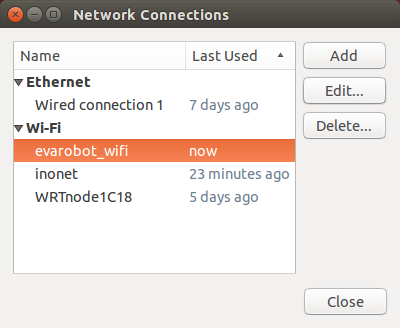 Network Connections
Name Last Used
Add
Ethernet
Edit...
Wired connection 1 7 days ago
Wi-Fi
Delete...
evarobot_wifi now
inonet 23 minutes ago
WRTnode1C18 5 days ago
Close